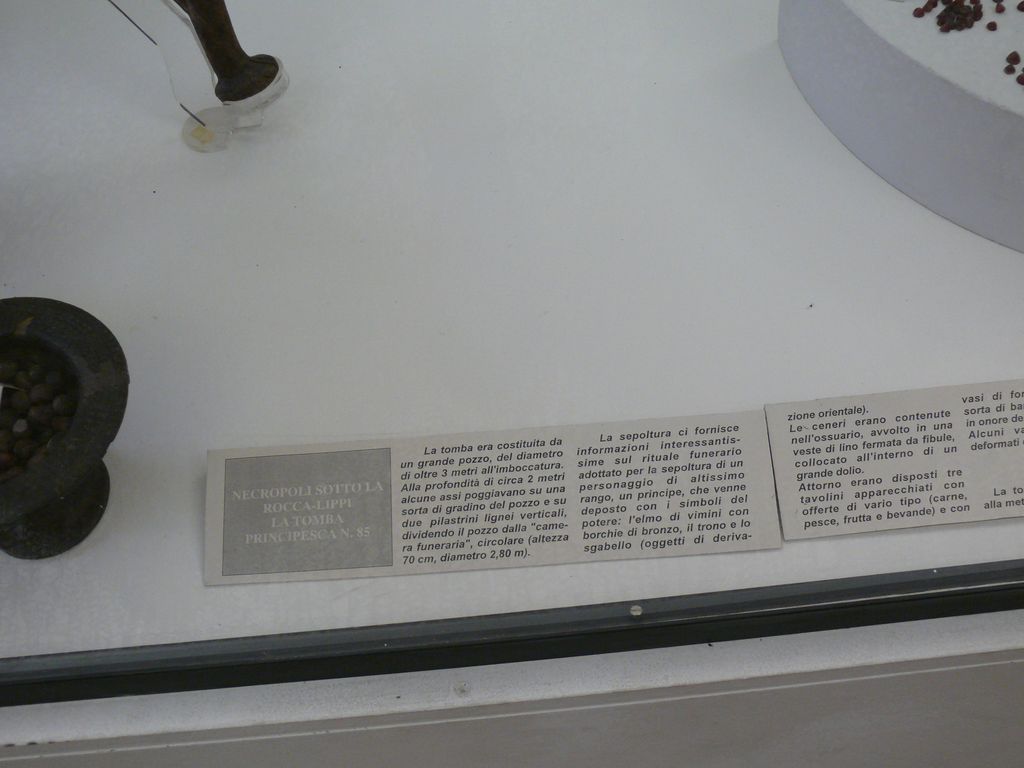 NECROPOLI SOTTO LA
ROCCA-LIPPI
LA TOMBA
PRINCIPESCA N. 85
La tomba era costituita da
un grande pozzo, del diametro
di oltre 3 metri all'imboccatura.
Alla profondità di circa 2 metri
alcune assi poggiavano su una
sorta di gradino del pozzo e su
due pilastrini lignei verticali,
dividendo il pozzo dalla "came-
ra funeraria", circolare (altezza
70 cm, diametro 2,80 m).
La sepoltura ci fornisce
informazioni interessantis-
sime sul rituale funerario
adottato per la sepoltura di un
personaggio di altissimo
rango, un principe, che venne
deposto con i simboli del
potere: l'elmo di vimini con
borchie di bronzo, il trono e lo
sgabello (oggetti di deriva-
zione orientale).
Le ceneri erano contenute
nell'ossuario, avvolto in una
veste di lino fermata da fibule,
collocato all'interno di un
grande dolio.
Attorno erano disposti tre
tavolini apparecchiati con
offerte di vario tipo (carne,
pesce, frutta e bevande) e con
vasi di
sorta di
in onore
Alcuni
deformati
La
alla